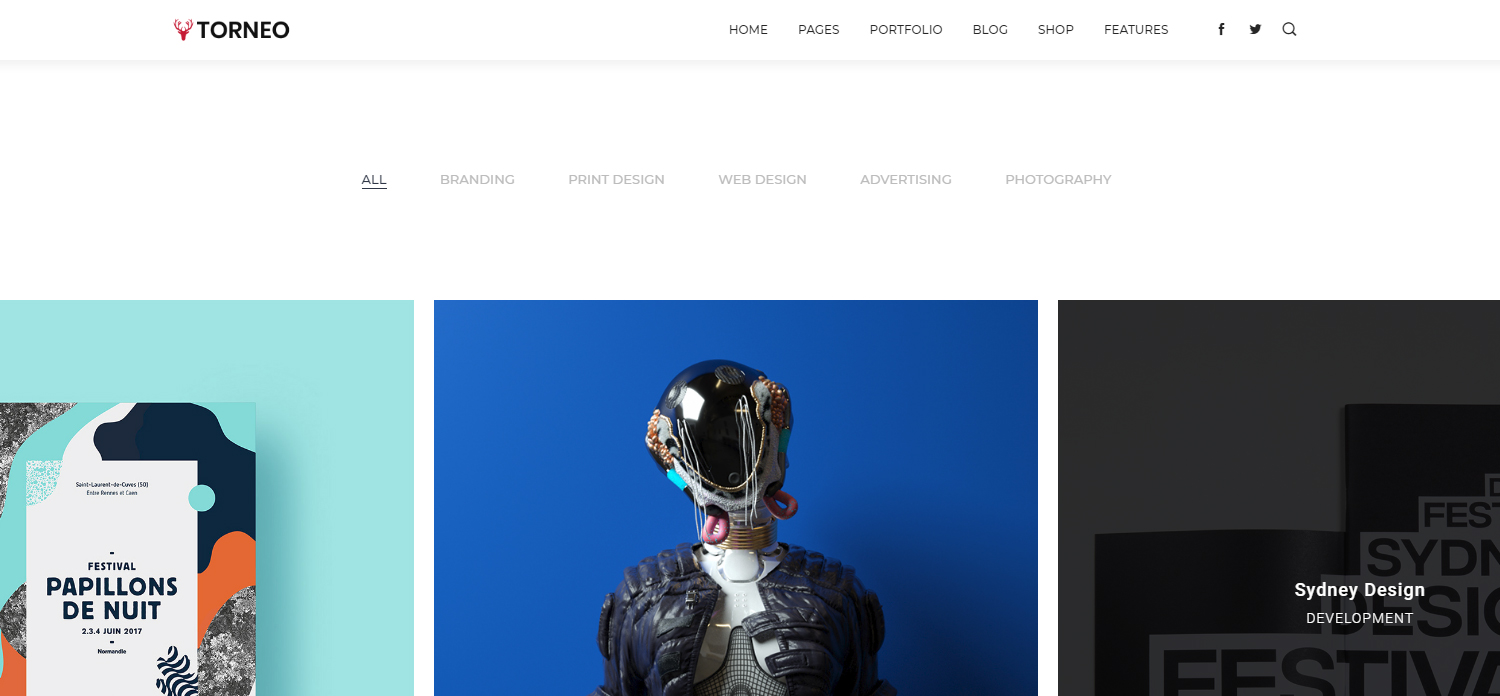 TORNEO
HOME PAGES PORTFOLIO BLOG SHOP FEATURES
ALL BRANDING PRINT DESIGN WEB DESIGN ADVERTISING PHOTOGRAPHY
Saint-Laurent-de-Cuves (50)
Entre Rennes et Caen
FESTIVAL
PAPILLONS
DE NUIT
2.3.4 JUIN 2017
Normandie
D
FEST
SYDN
DESIG
FESTIVA
Sydney Design
DEVELOPMENT